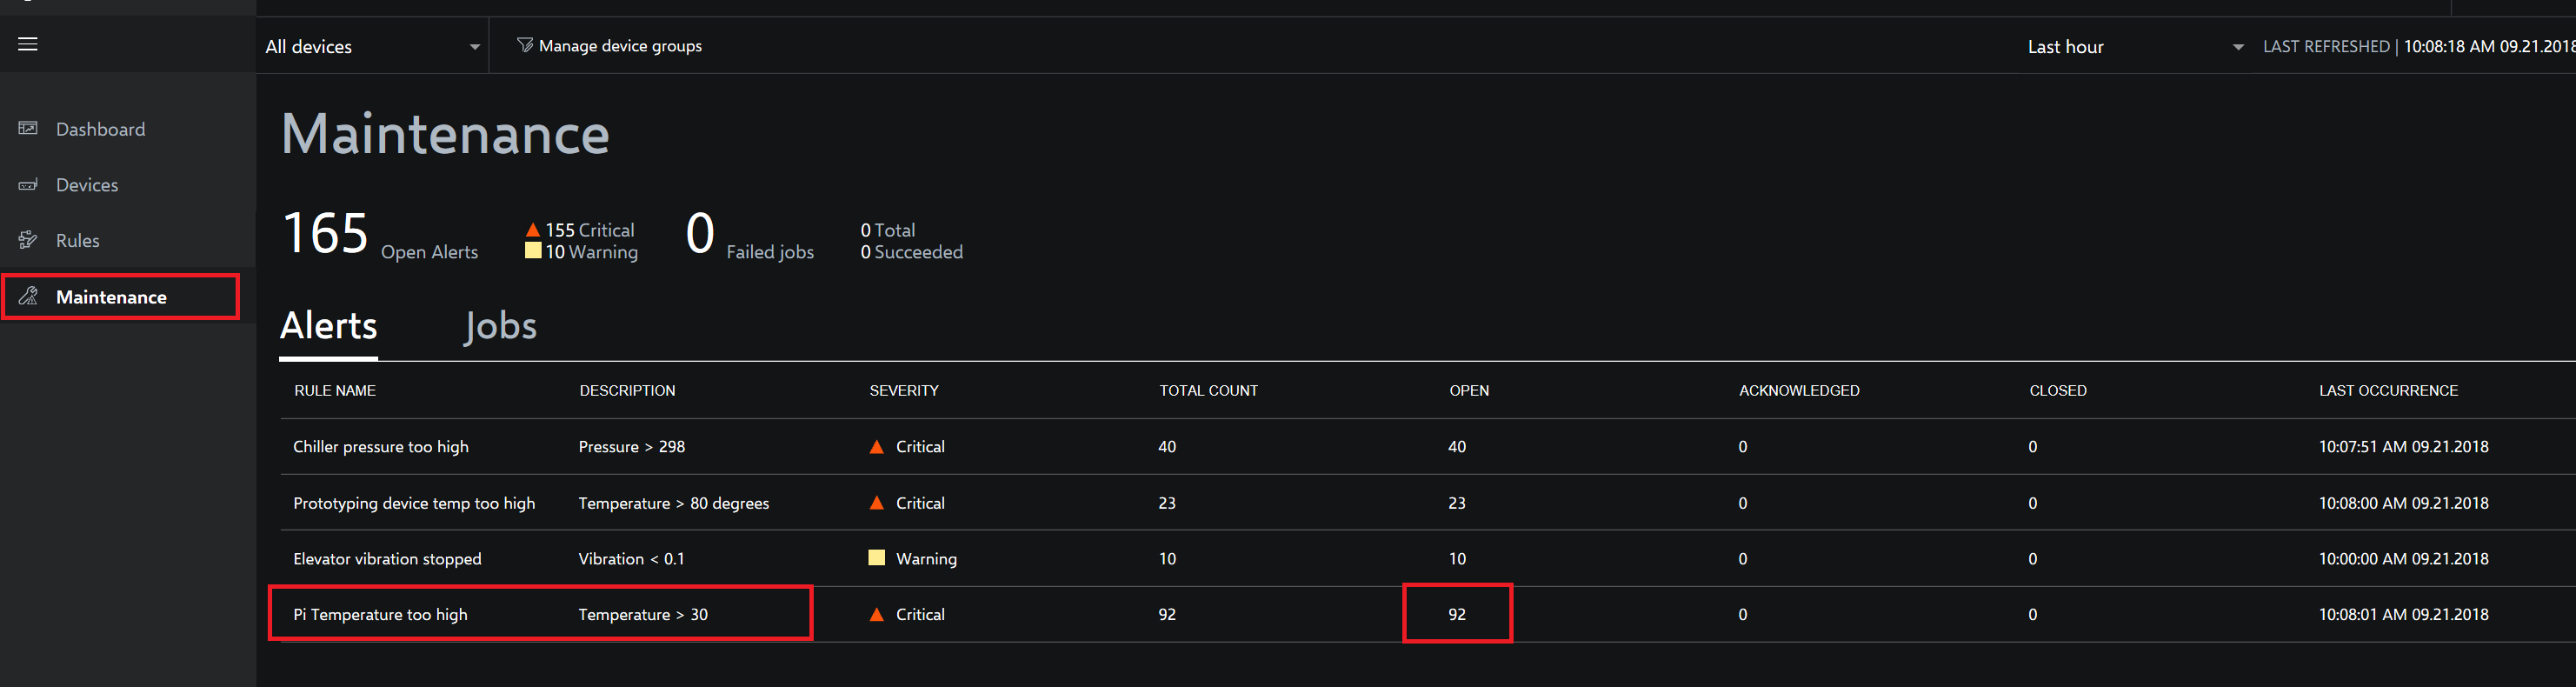 All devices
Manage device groups
Last hour
LAST REFRESHED | 10:08:18 AM 09.21.2018
Dashboard
Devices
Rules
Maintenance
Maintenance
165 Open Alerts
155 Critical
10 Warning
0 Failed jobs
0 Total
0 Succeeded
Alerts Jobs
RULE NAME DESCRIPTION SEVERITY TOTAL COUNT OPEN ACKNOWLEDGED CLOSED LAST OCCURRENCE
Chiller pressure too high Pressure > 298 Critical 40 40 0 0 10:07:51 AM 09.21.2018
Prototyping device temp too high Temperature > 80 degrees Critical 23 23 0 0 10:08:00 AM 09.21.2018
Elevator vibration stopped Vibration < 0.1 Warning 10 10 0 0 10:00:00 AM 09.21.2018
Pi Temperature too high Temperature > 30 Critical 92 92 0 0 10:08:01 AM 09.21.2018